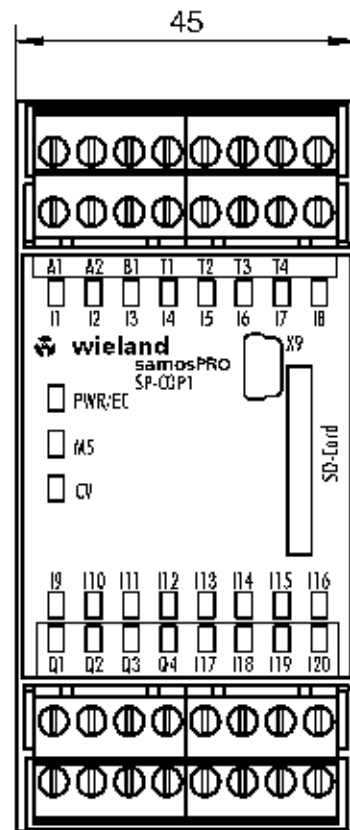 45
A1 A2 B1 T1 T2 T3 T4
I1 I2 I3 I4 I5 I6 I7 I8
wieland
samosPRO
SP-COP1
X9
PWR/EC
MS
CV
SD-Card
I9 I10 I11 I12 I13 I14 I15 I16
Q1 Q2 Q3 Q4 I17 I18 I19 I20